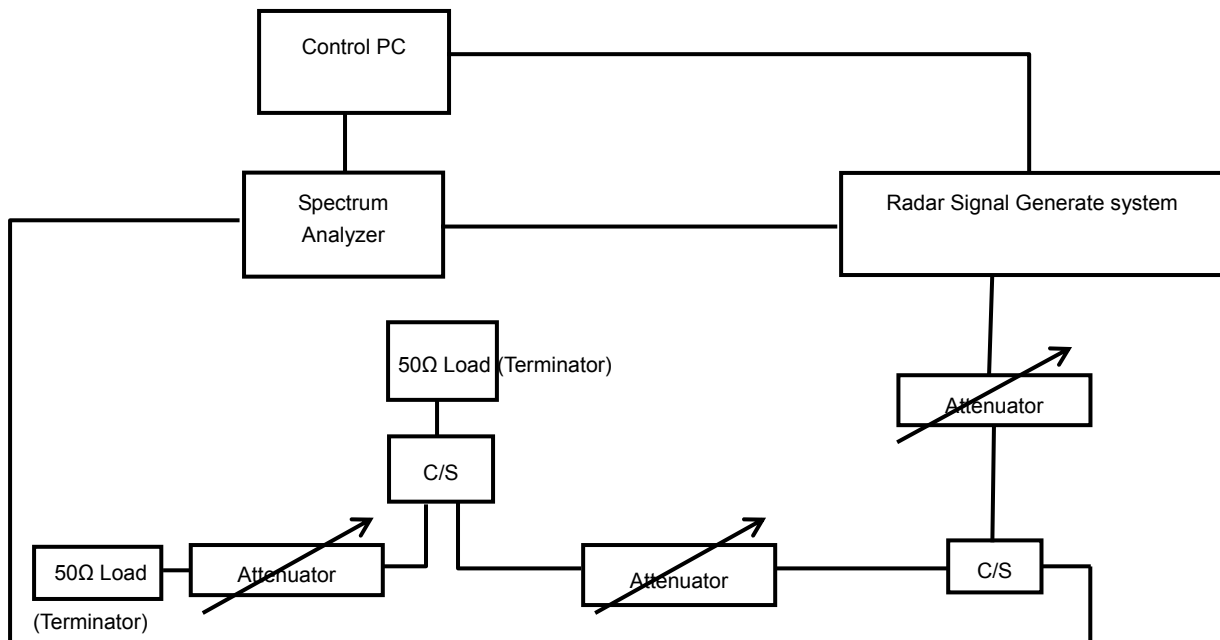 Control PC
Spectrum
Analyzer
Radar Signal Generate system
50Ω Load (Terminator)
Attenuator
C/S
50Ω Load
(Terminator)
Attenuator
Attenuator
C/S